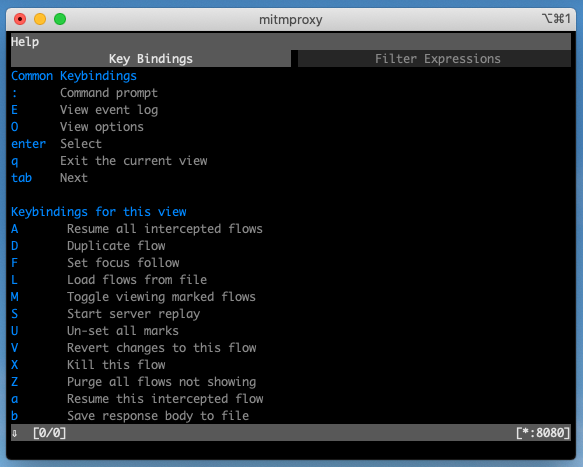 mitmproxy ⌥⌘1
Help
Key Bindings Filter Expressions
Common Keybindings
: Command prompt
E View event log
O View options
enter Select
q Exit the current view
tab Next
Keybindings for this view
A Resume all intercepted flows
D Duplicate flow
F Set focus follow
L Load flows from file
M Toggle viewing marked flows
S Start server replay
U Un-set all marks
V Revert changes to this flow
X Kill this flow
Z Purge all flows not showing
a Resume this intercepted flow
b Save response body to file
⇩ [0/0] [*:8080]